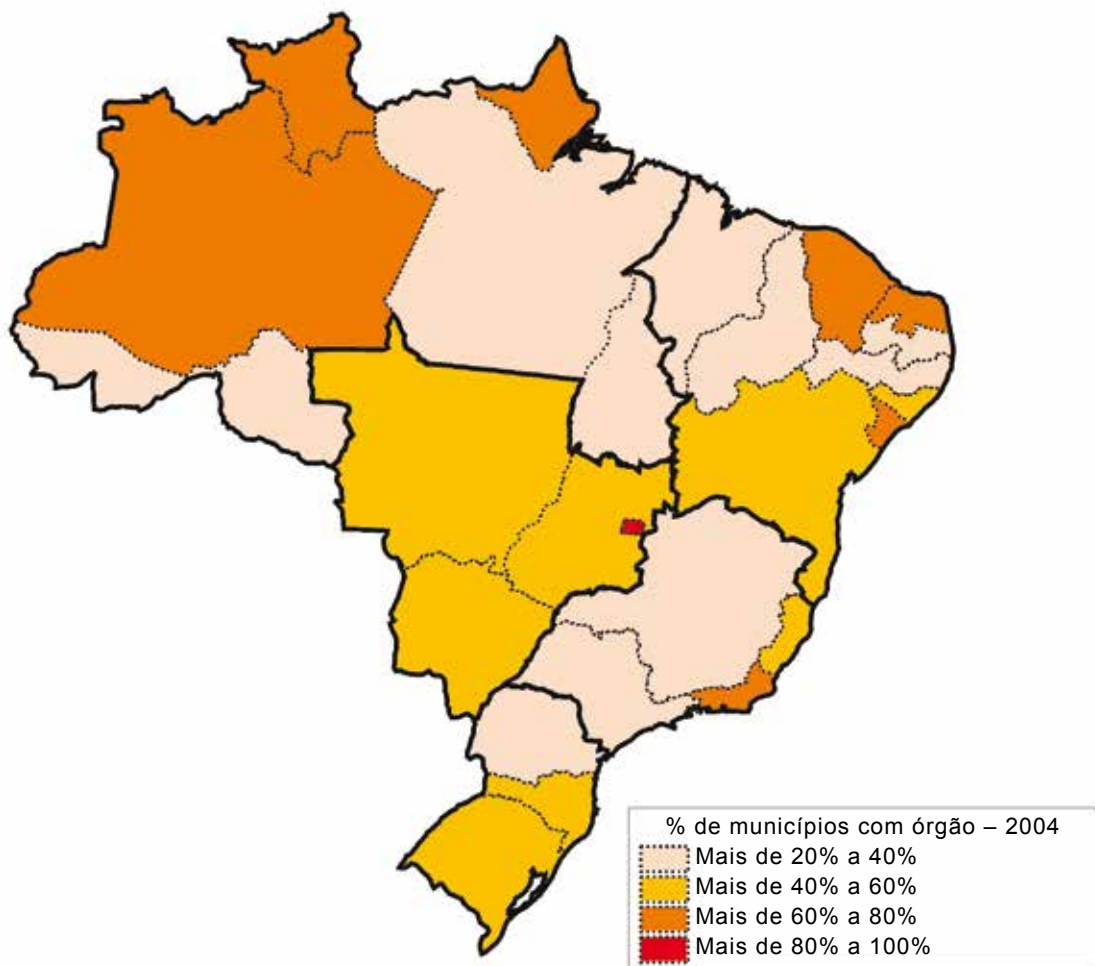 % de municípios com órgão – 2004
Mais de 20% a 40%
Mais de 40% a 60%
Mais de 60% a 80%
Mais de 80% a 100%